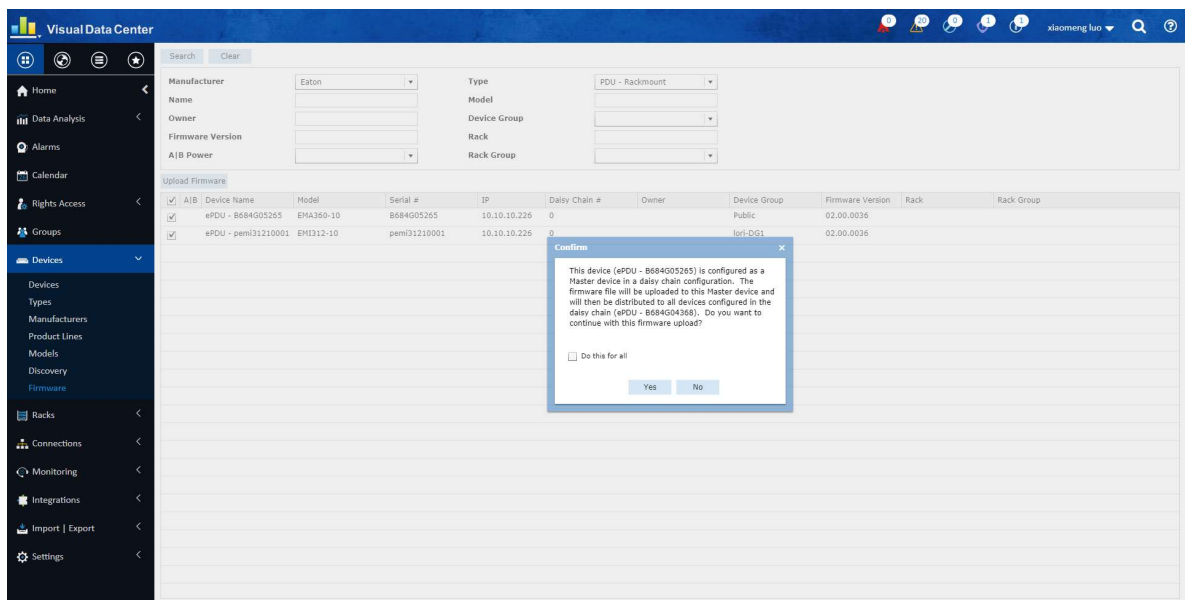 Visual Data Center
0 20 0 1 1 xiaomeng luo
Home
Data Analysis
Alarms
Calendar
Rights Access
Groups
Devices
Devices
Types
Manufacturers
Product Lines
Models
Discovery
Firmware
Racks
Connections
Monitoring
Integrations
Import | Export
Settings
Search Clear
Manufacturer Eaton Type PDU - Rackmount
Name Model
Owner Device Group
Firmware Version Rack
A|B Power Rack Group
Upload Firmware
A|B Device Name Model Serial # IP Daisy Chain # Owner Device Group Firmware Version Rack Rack Group
ePDU - B684G05265 EMA360-10 B684G05265 10.10.10.226 0 Public 02.00.0036
ePDU - pemi31210001 EMI312-10 pemi31210001 10.10.10.226 0 lori-DG1 02.00.0036
Confirm
This device (ePDU - B684G05265) is configured as a
Master device in a daisy chain configuration. The
firmware file will be uploaded to this Master device and
will then be distributed to all devices configured in the
daisy chain (ePDU - B684G04368). Do you want to
continue with this firmware upload?
Do this for all
Yes No